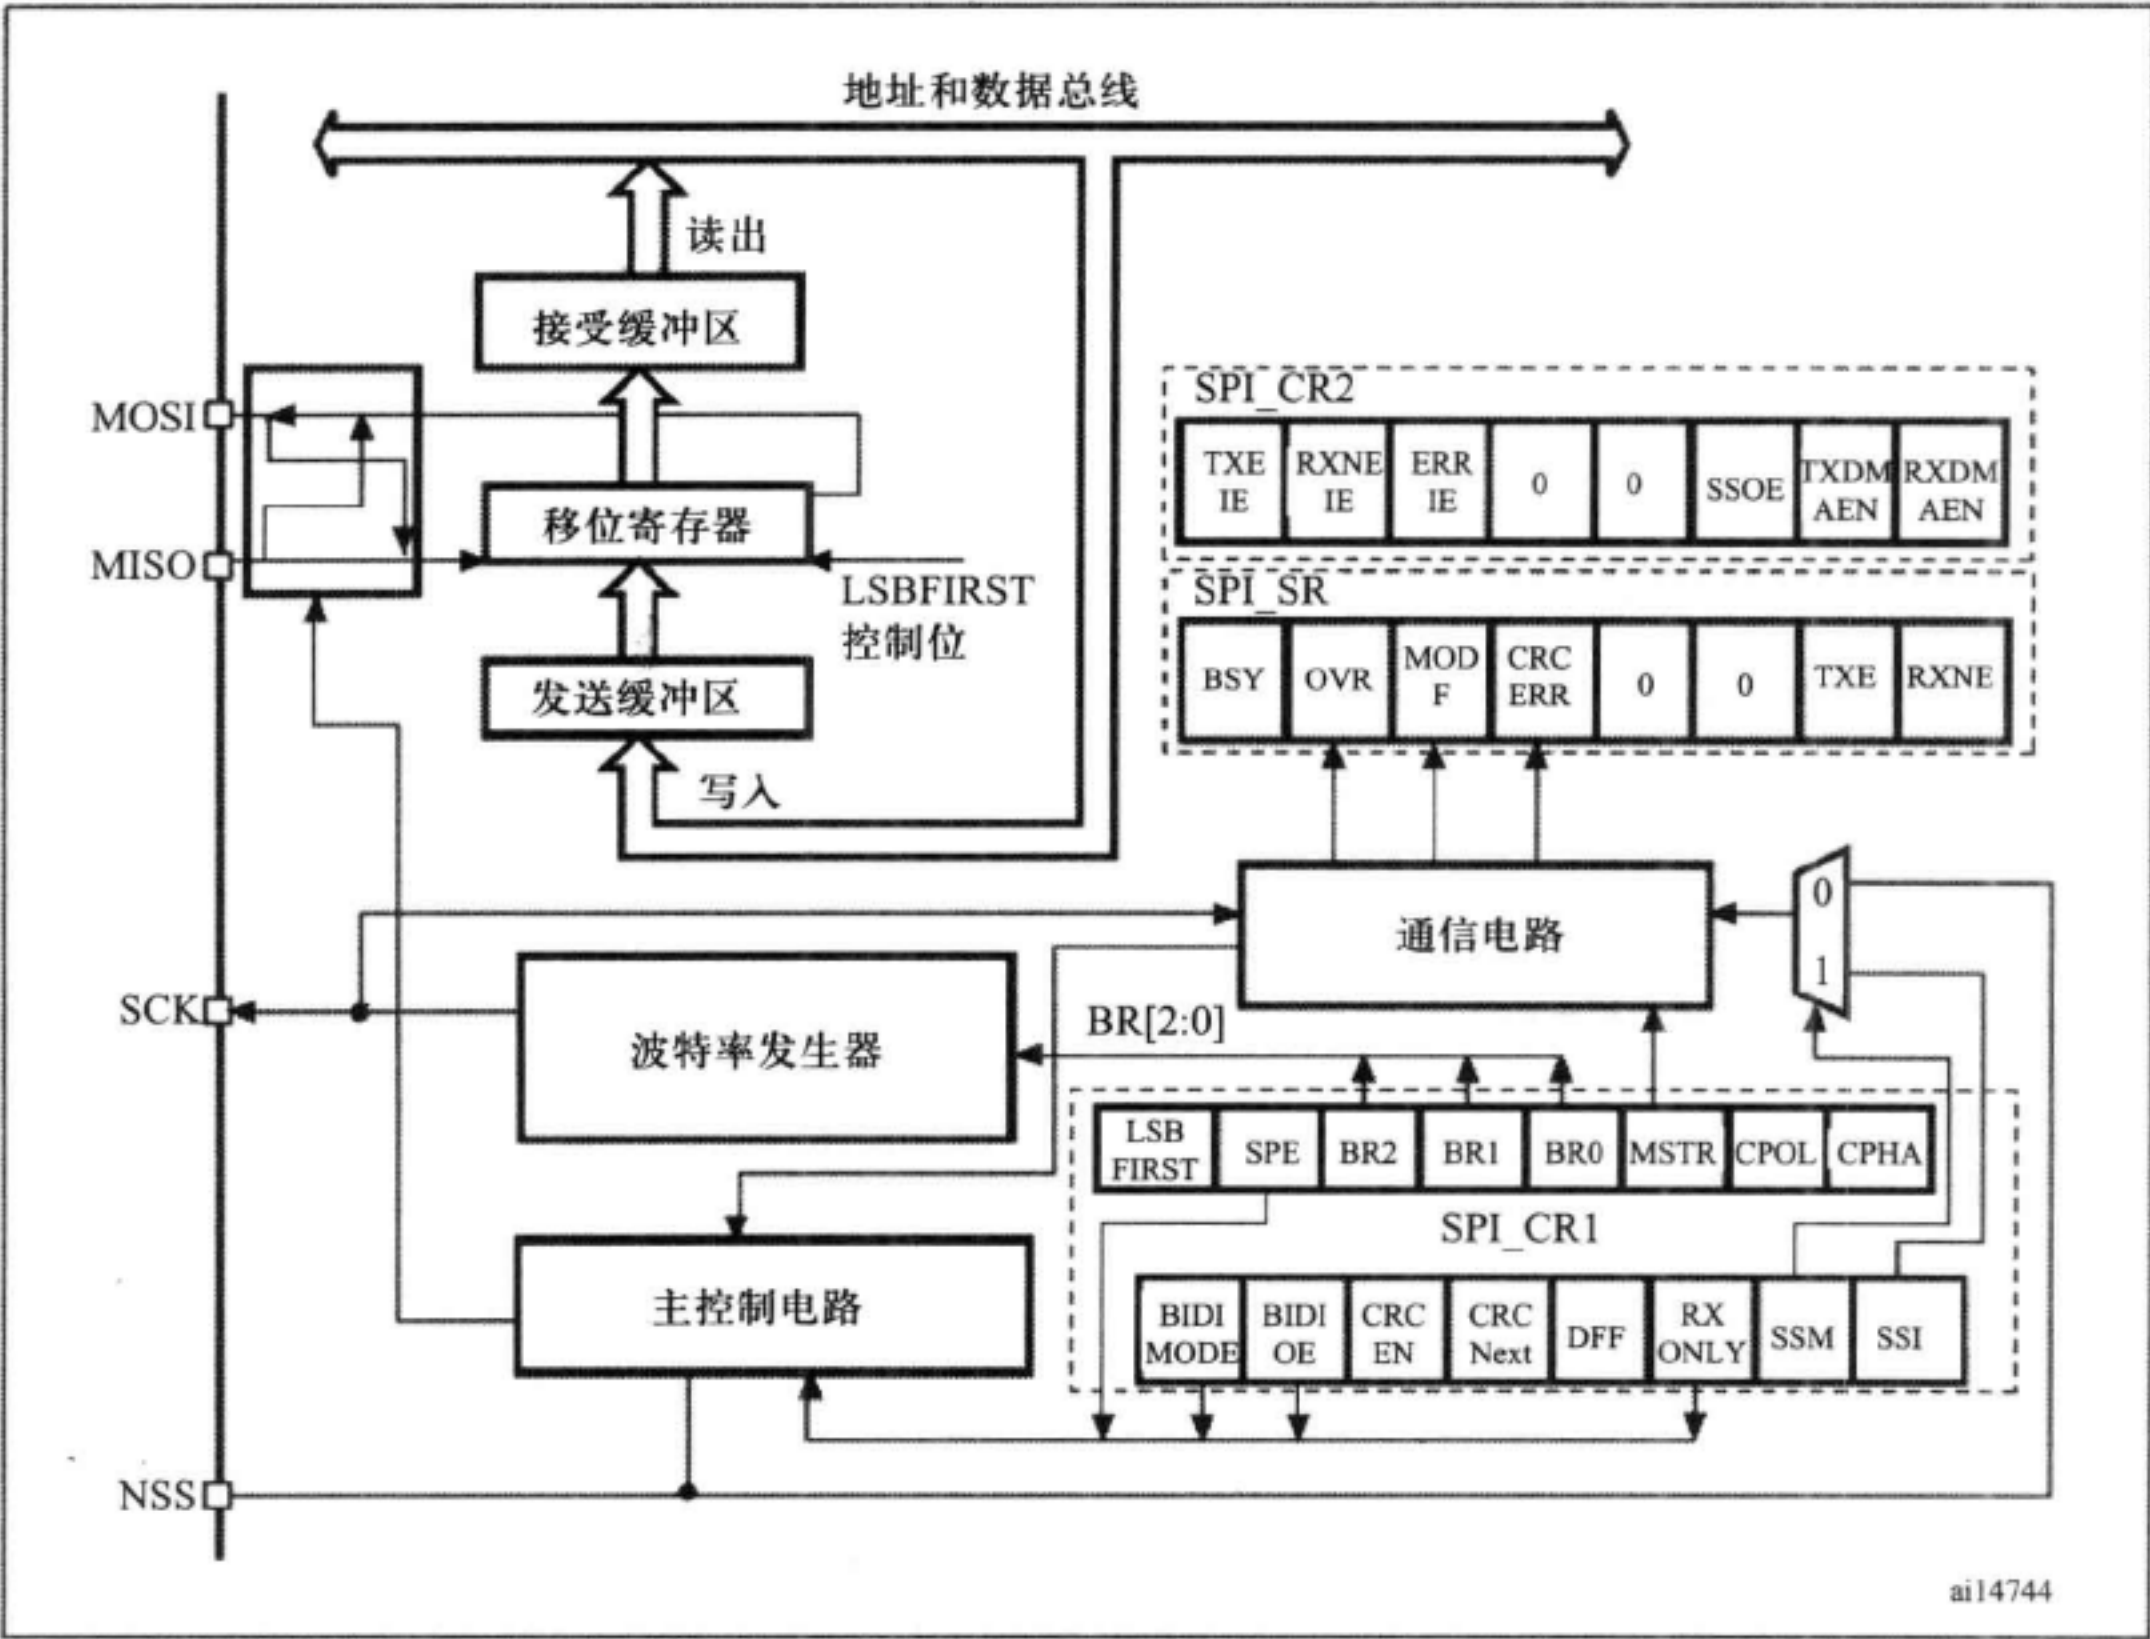 地址和数据总线
读出
接受缓冲区
MOSI
移位寄存器
MISO
LSBFIRST
控制位
发送缓冲区
写入
SPI_CR2
TXE
IE
RXNE
IE
ERR
IE
0
0
SSOE
TXDM
AEN
RXDM
AEN
SPI_SR
BSY
OVR
MOD
F
CRC
ERR
0
0
TXE
RXNE
通信电路
0
1
SCK
波特率发生器
BR[2:0]
LSB
FIRST
SPE
BR2
BR1
BR0
MSTR
CPOL
CPHA
SPI_CR1
主控制电路
BIDI
MODE
BIDI
OE
CRC
EN
CRC
Next
DFF
RX
ONLY
SSM
SSI
NSS
ai14744